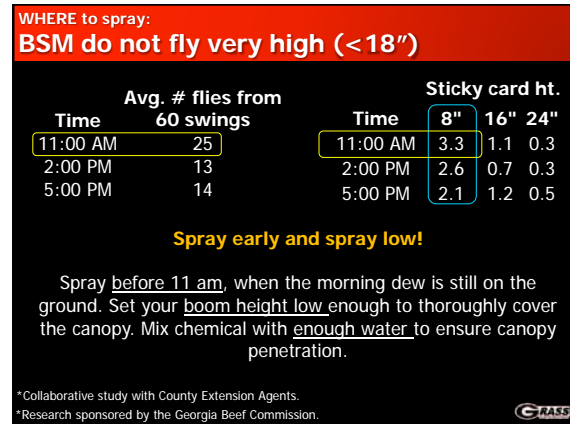 WHERE to spray:
BSM do not fly very high (<18")
Avg. # flies from
Time 60 swings
11:00 AM 25
2:00 PM 13
5:00 PM 14
Sticky card ht.
Time 8" 16" 24"
11:00 AM 3.3 1.1 0.3
2:00 PM 2.6 0.7 0.3
5:00 PM 2.1 1.2 0.5
Spray early and spray low!
Spray before 11 am, when the morning dew is still on the
ground. Set your boom height low enough to thoroughly cover
the canopy. Mix chemical with enough water to ensure canopy
penetration.
*Collaborative study with County Extension Agents.
*Research sponsored by the Georgia Beef Commission.
GRASS